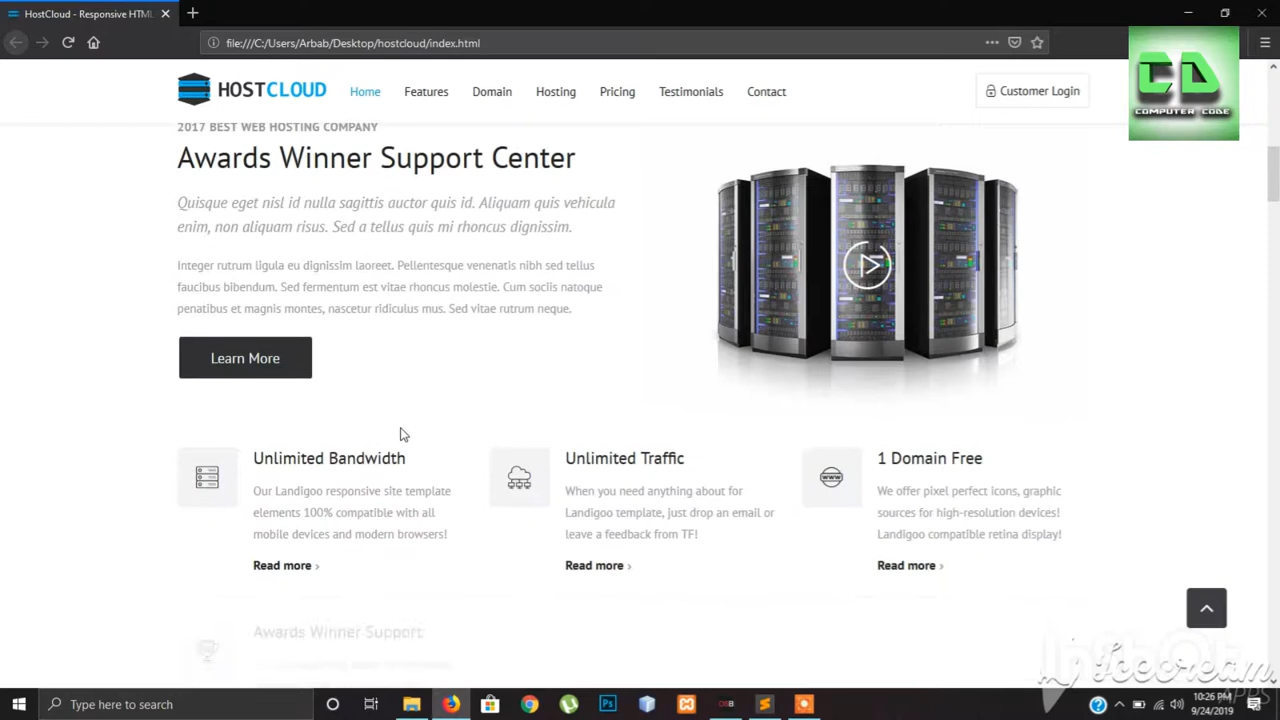 HostCloud - Responsive HTML
file:///C:/Users/Arbab/Desktop/hostcloud/index.html
HOSTCLOUD
Home
Features
Domain
Hosting
Pricing
Testimonials
Contact
Customer Login
CD
COMPUTER CODE
2017 BEST WEB HOSTING COMPANY
Awards Winner Support Center
Quisque eget nisl id nulla sagittis auctor quis id. Aliquam quis vehicula
enim, non aliquam risus. Sed a tellus quis mi rhoncus dignissim.
Integer rutrum ligula eu dignissim laoreet. Pellentesque venenatis nibh sed tellus
faucibus bibendum. Sed fermentum est vitae rhoncus molestie. Cum sociis natoque
penatibus et magnis montes, nascetur ridiculus mus. Sed vitae rutrum neque.
Learn More
Unlimited Bandwidth
Our Landigoo responsive site template
elements 100% compatible with all
mobile devices and modern browsers!
Read more ›
Unlimited Traffic
When you need anything about for
Landigoo template, just drop an email or
leave a feedback from TF!
Read more ›
WWW
1 Domain Free
We offer pixel perfect icons, graphic
sources for high-resolution devices!
Landigoo compatible retina display!
Read more ›
Awards Winner Support
Icecream
APPS
Type here to search
Ps
10:26 PM
9/24/2019